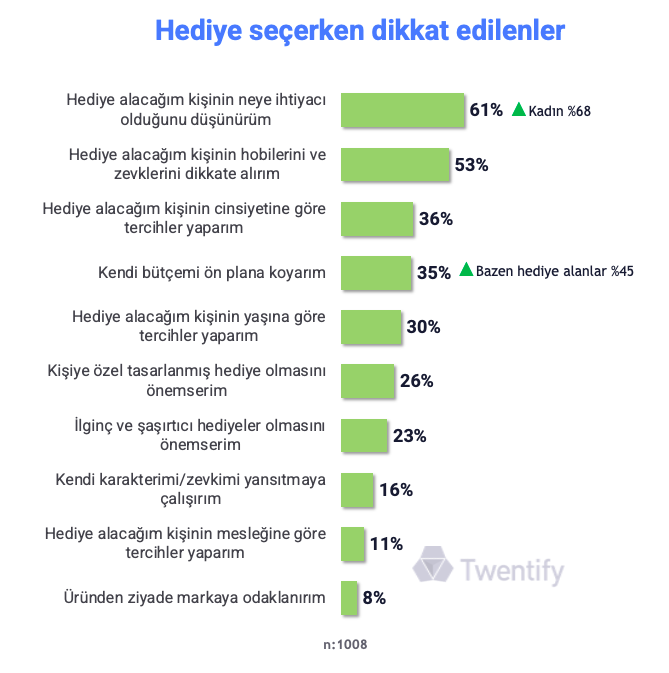 Hediye seçerken dikkat edilenler
Hediye alacağım kişinin neye ihtiyacı
olduğunu düşünürüm
61%
Kadın %68
Hediye alacağım kişinin hobilerini ve
zevklerini dikkate alırım
53%
Hediye alacağım kişinin cinsiyetine göre
tercihler yaparım
36%
Kendi bütçemi ön plana koyarım
35%
Bazen hediye alanlar %45
Hediye alacağım kişinin yaşına göre
tercihler yaparım
30%
Kişiye özel tasarlanmış hediye olmasını
önemserim
26%
İlginç ve şaşırtıcı hediyeler olmasını
önemserim
23%
Kendi karakterimi/zevkimi yansıtmaya
çalışırım
16%
Hediye alacağım kişinin mesleğine göre
tercihler yaparım
11%
Üründen ziyade markaya odaklanırım
8%
Twentify
n:1008